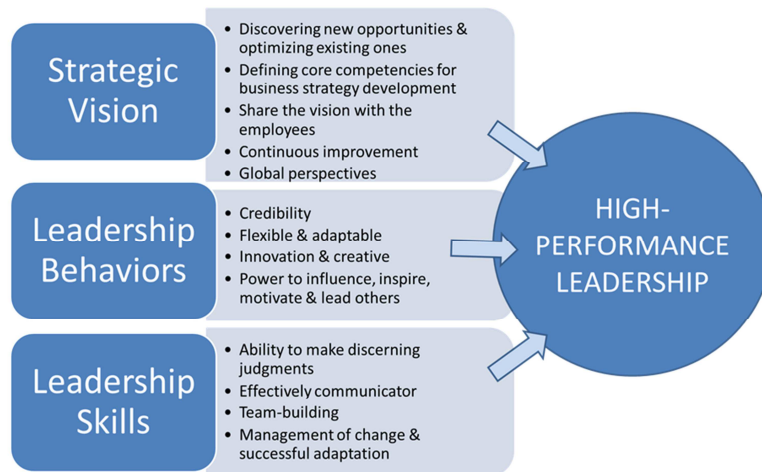 Strategic
Vision
• Discovering new opportunities &
optimizing existing ones
• Defining core competencies for
business strategy development
• Share the vision with the
employees
• Continuous improvement
• Global perspectives
Leadership
Behaviors
• Credibility
• Flexible & adaptable
• Innovation & creative
• Power to influence, inspire,
motivate & lead others
Leadership
Skills
• Ability to make discerning
judgments
• Effectively communicator
• Team-building
• Management of change &
successful adaptation
HIGH-
PERFORMANCE
LEADERSHIP